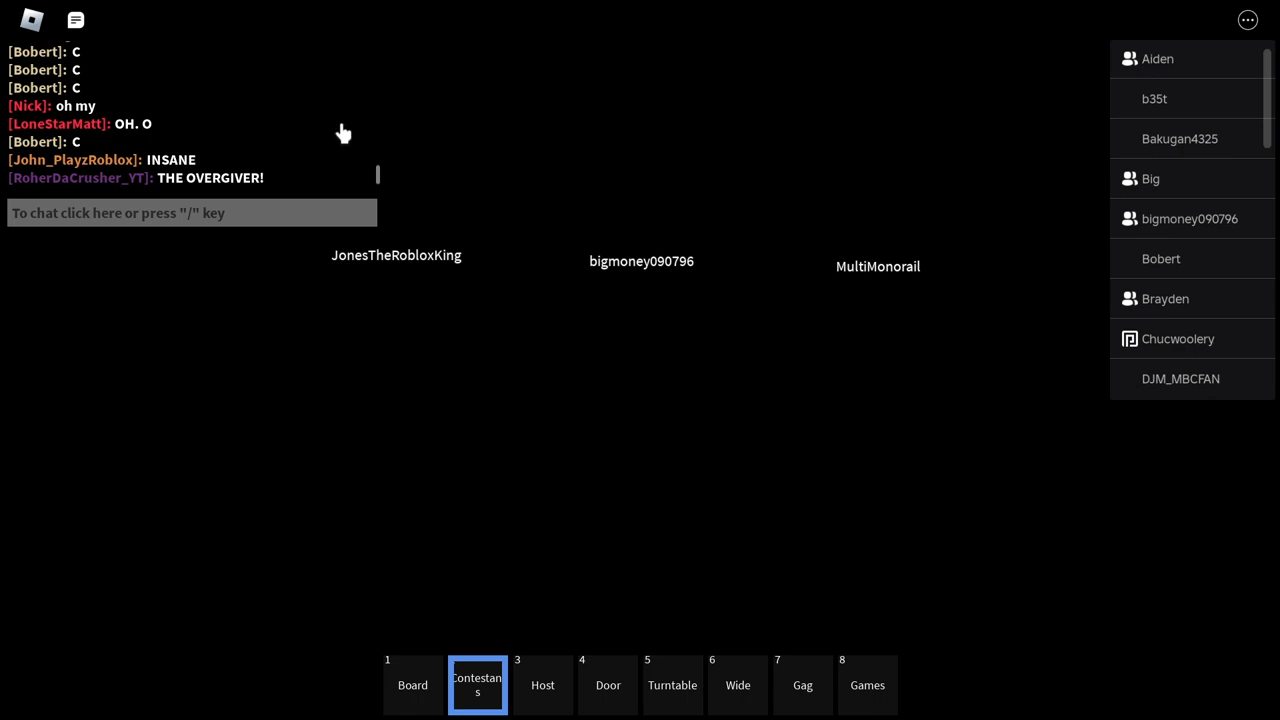 [Bobert]: C
[Bobert]: C
[Bobert]: C
[Nick]: oh my
[LoneStarMatt]: OH. O
[Bobert]: C
[John_PlayzRoblox]: INSANE
[RoherDaCrusher_YT]: THE OVERGIVER!
To chat click here or press "/" key
Aiden
b35t
Bakugan4325
Big
bigmoney090796
Bobert
Brayden
Chucwoolery
DJM_MBCFAN
JonesTheRobloxKing
bigmoney090796
MultiMonorail
1
Board
Contestan
s
3
Host
4
Door
5
Turntable
6
Wide
7
Gag
8
Games